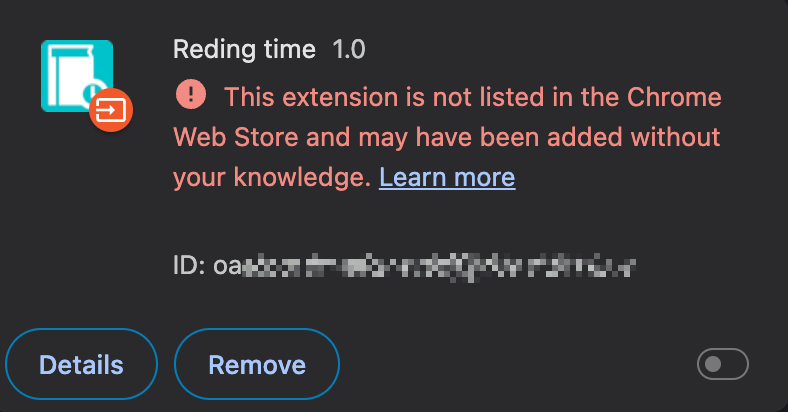 Reding time 1.0
This extension is not listed in the Chrome
Web Store and may have been added without
your knowledge. Learn more
ID: oa
Details
Remove